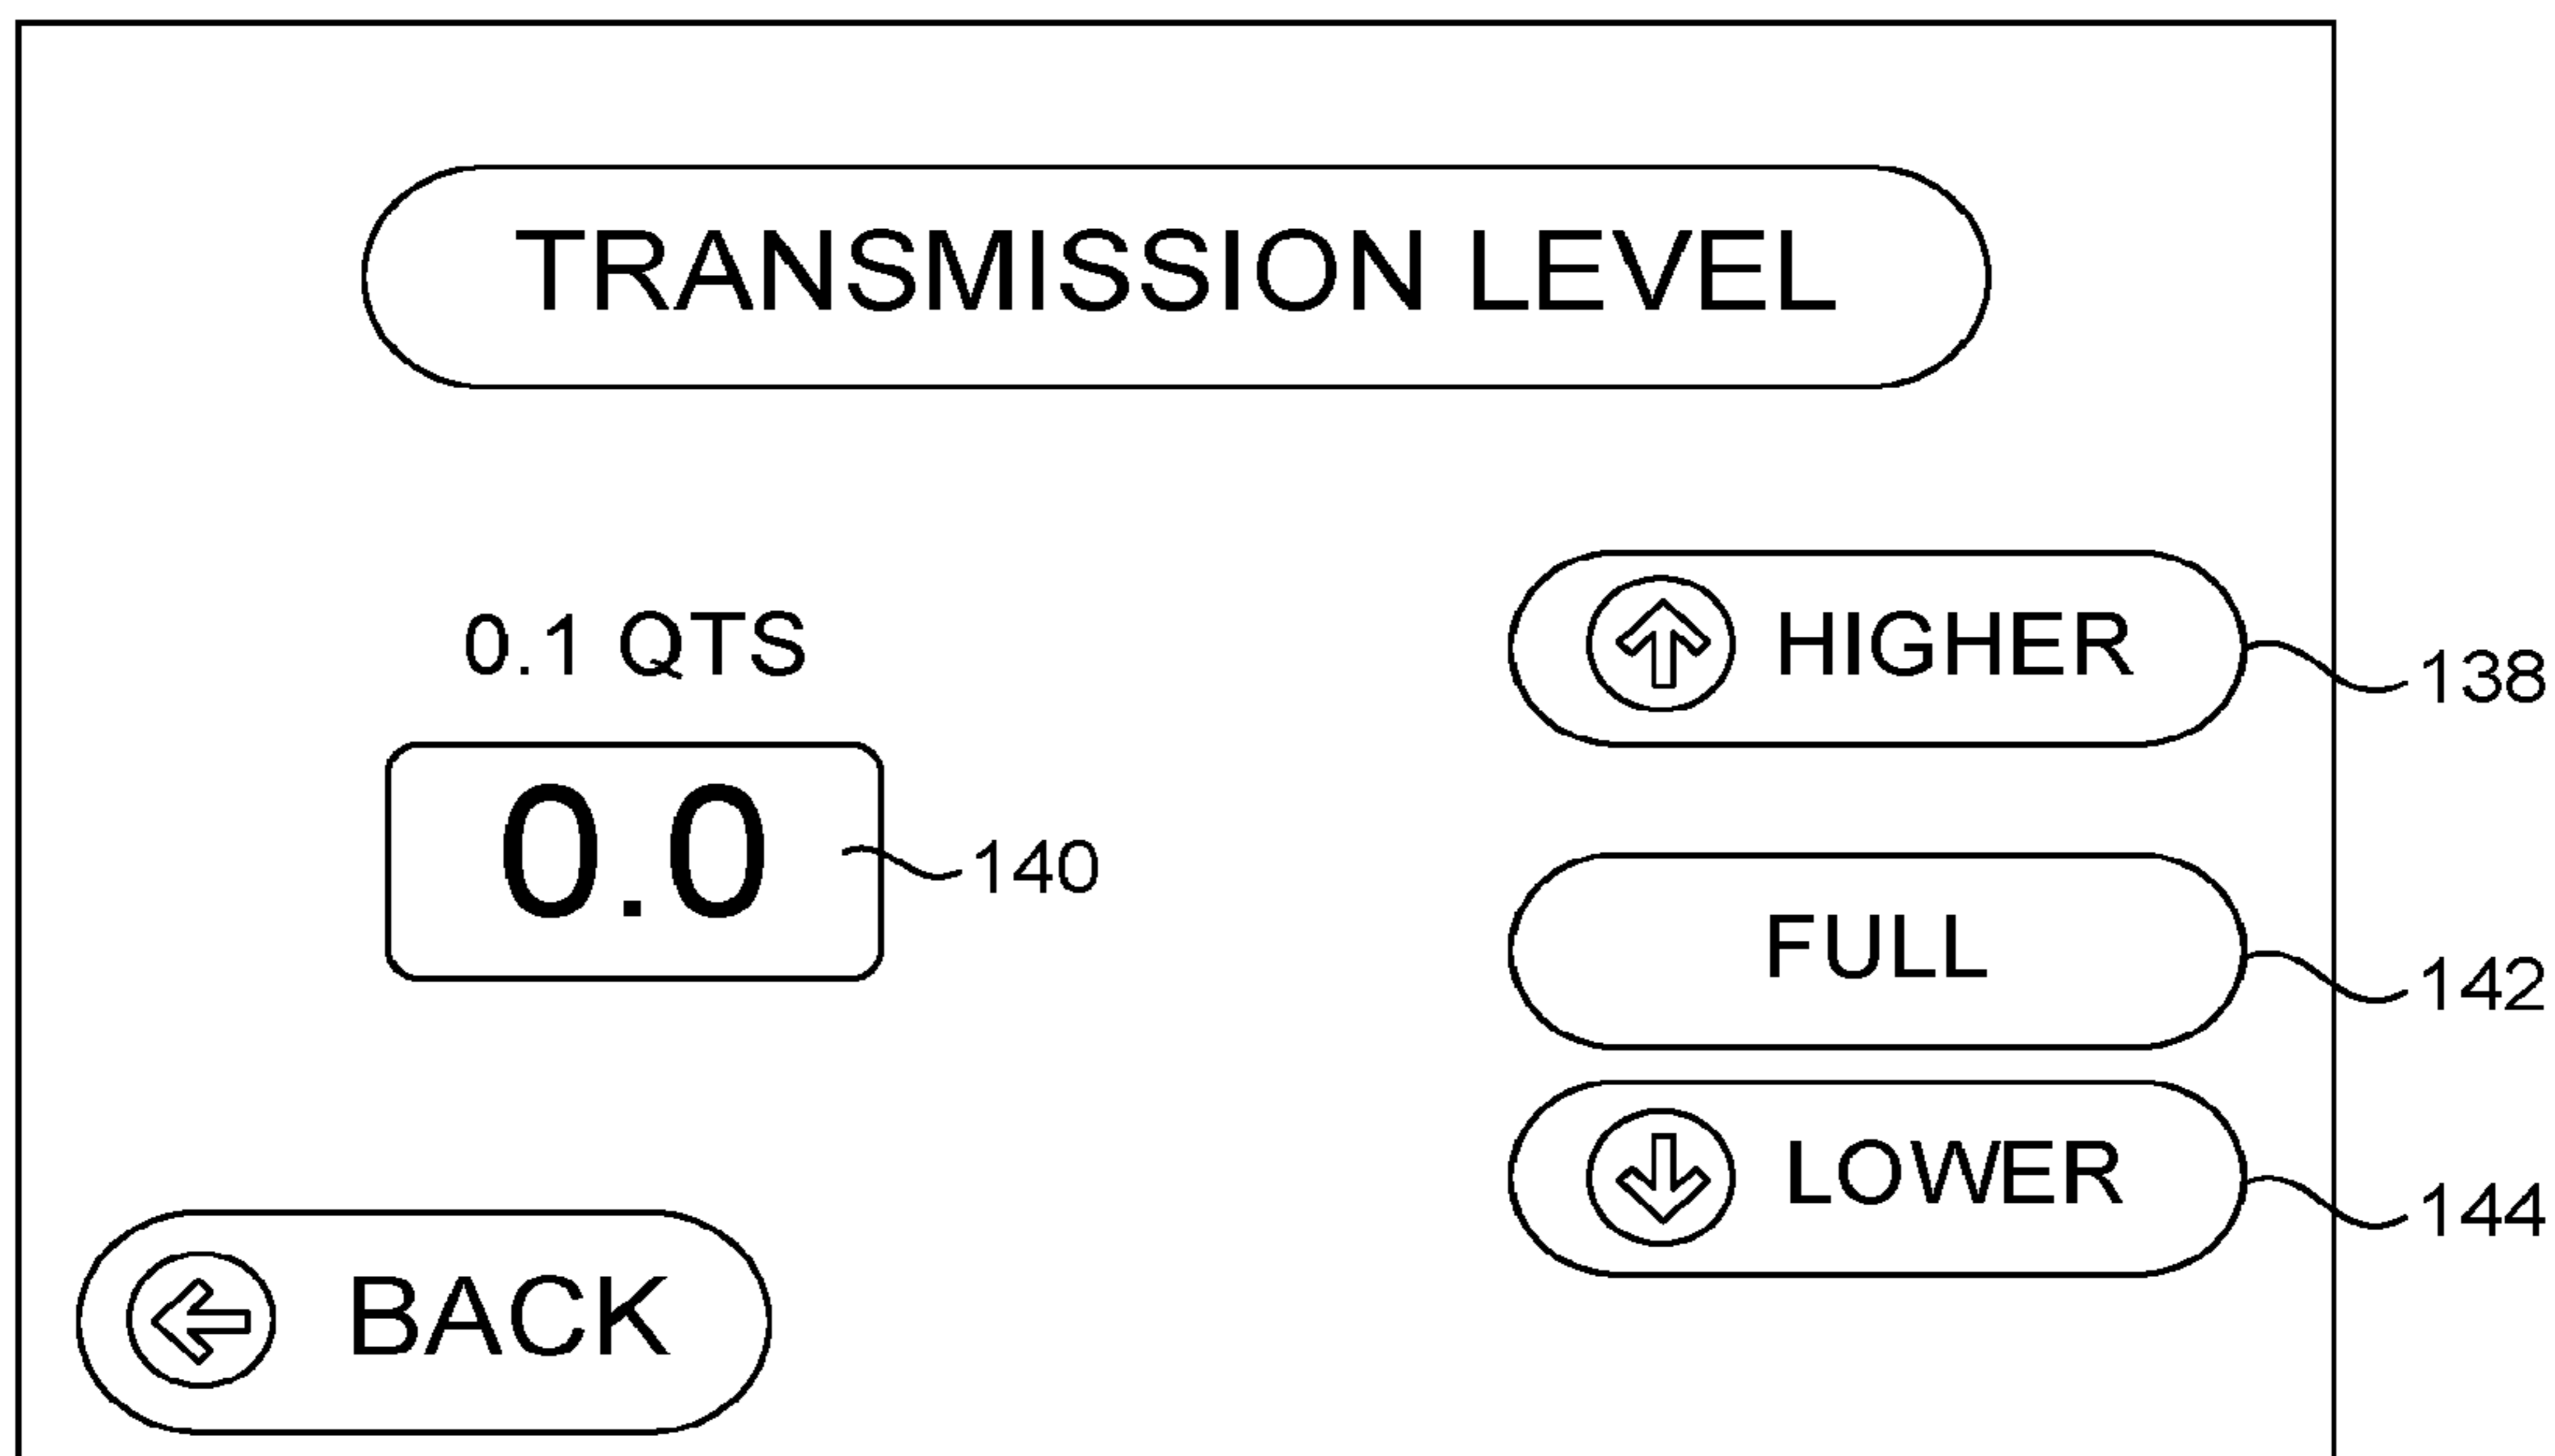 TRANSMISSION LEVEL
0.1 QTS
HIGHER
138
0.0
140
FULL
142
LOWER
144
BACK